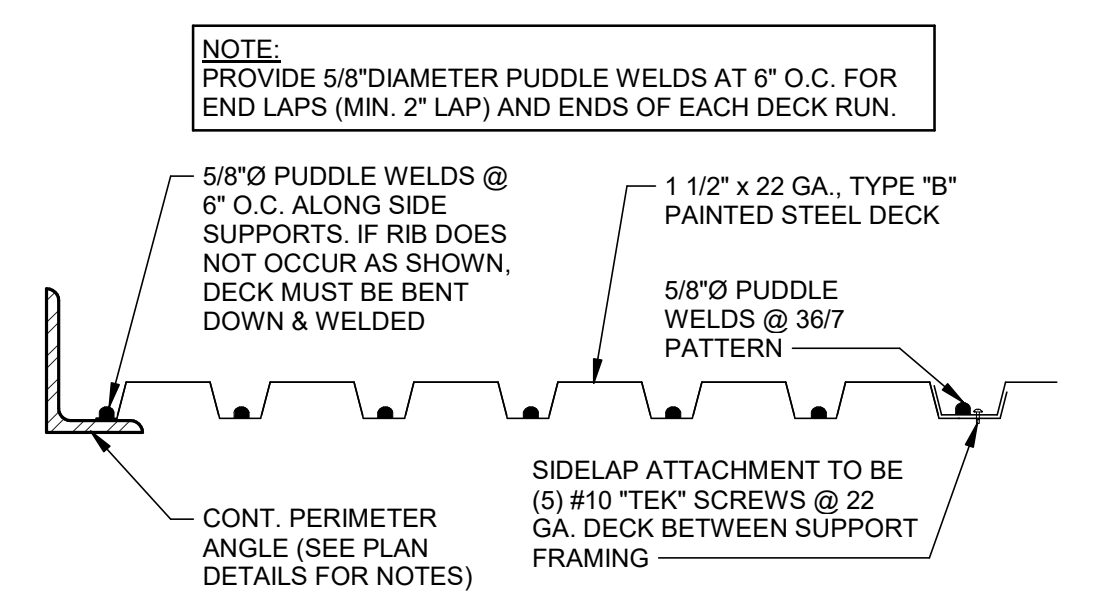 NOTE:
PROVIDE 5/8"DIAMETER PUDDLE WELDS AT 6" O.C. FOR
END LAPS (MIN. 2" LAP) AND ENDS OF EACH DECK RUN.
5/8"Ø PUDDLE WELDS @
6" O.C. ALONG SIDE
SUPPORTS. IF RIB DOES
NOT OCCUR AS SHOWN,
DECK MUST BE BENT
DOWN & WELDED
1 1/2" x 22 GA., TYPE "B"
PAINTED STEEL DECK
5/8"Ø PUDDLE
WELDS @ 36/7
PATTERN
SIDELAP ATTACHMENT TO BE
(5) #10 "TEK" SCREWS @ 22
GA. DECK BETWEEN SUPPORT
FRAMING
CONT. PERIMETER
ANGLE (SEE PLAN
DETAILS FOR NOTES)